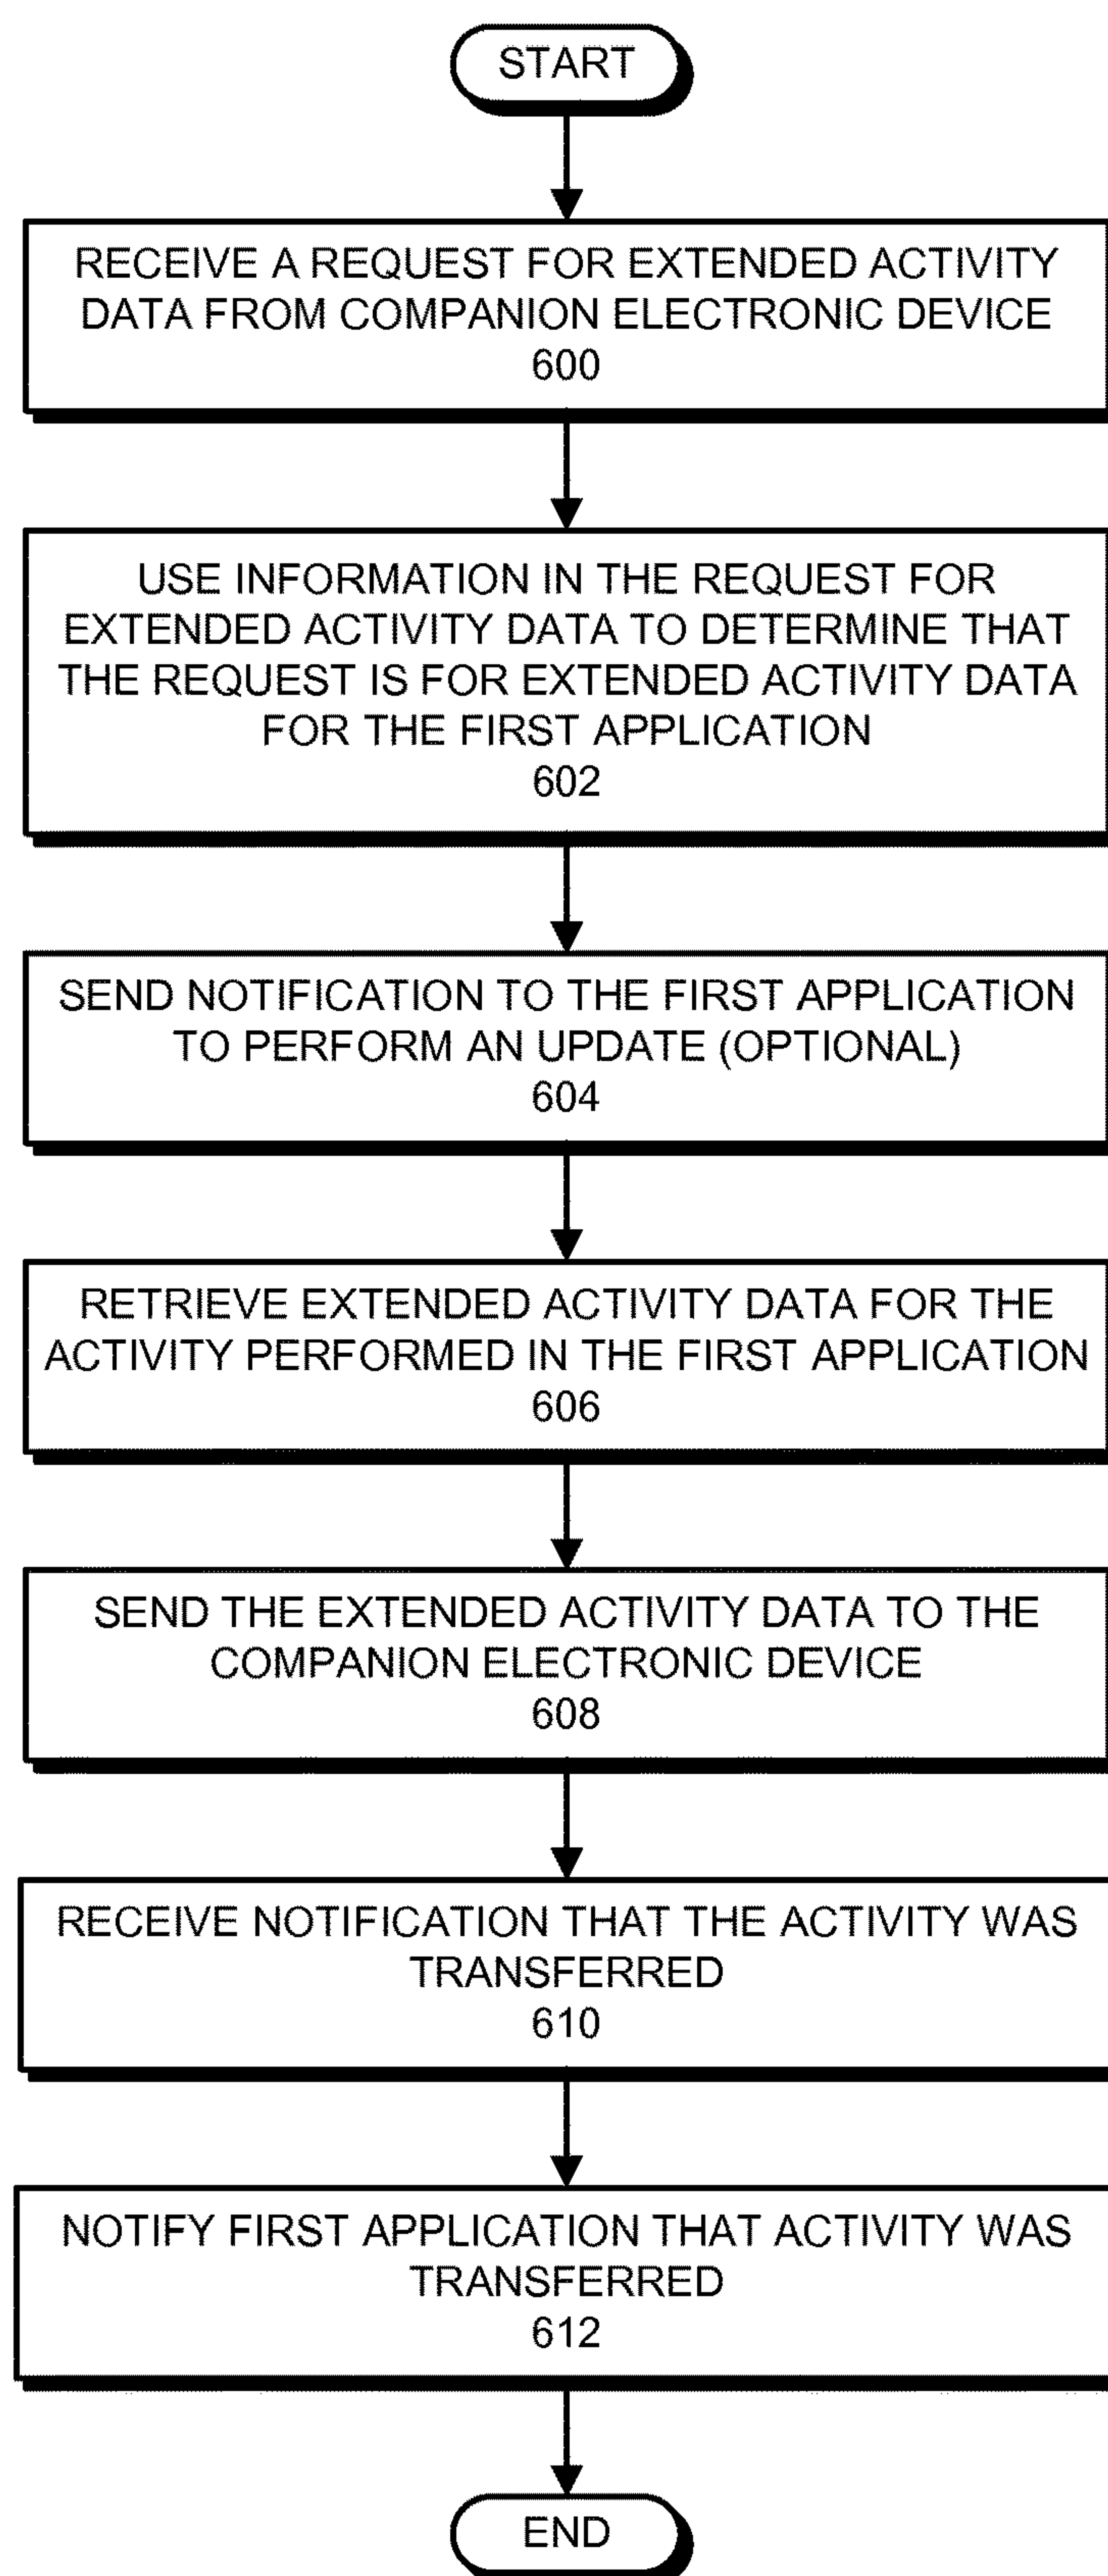 START
RECEIVE A REQUEST FOR EXTENDED ACTIVITY
DATA FROM COMPANION ELECTRONIC DEVICE
600
USE INFORMATION IN THE REQUEST FOR
EXTENDED ACTIVITY DATA TO DETERMINE THAT
THE REQUEST IS FOR EXTENDED ACTIVITY DATA
FOR THE FIRST APPLICATION
602
SEND NOTIFICATION TO THE FIRST APPLICATION
TO PERFORM AN UPDATE (OPTIONAL)
604
RETRIEVE EXTENDED ACTIVITY DATA FOR THE
ACTIVITY PERFORMED IN THE FIRST APPLICATION
606
SEND THE EXTENDED ACTIVITY DATA TO THE
COMPANION ELECTRONIC DEVICE
608
RECEIVE NOTIFICATION THAT THE ACTIVITY WAS
TRANSFERRED
610
NOTIFY FIRST APPLICATION THAT ACTIVITY WAS
TRANSFERRED
612
END